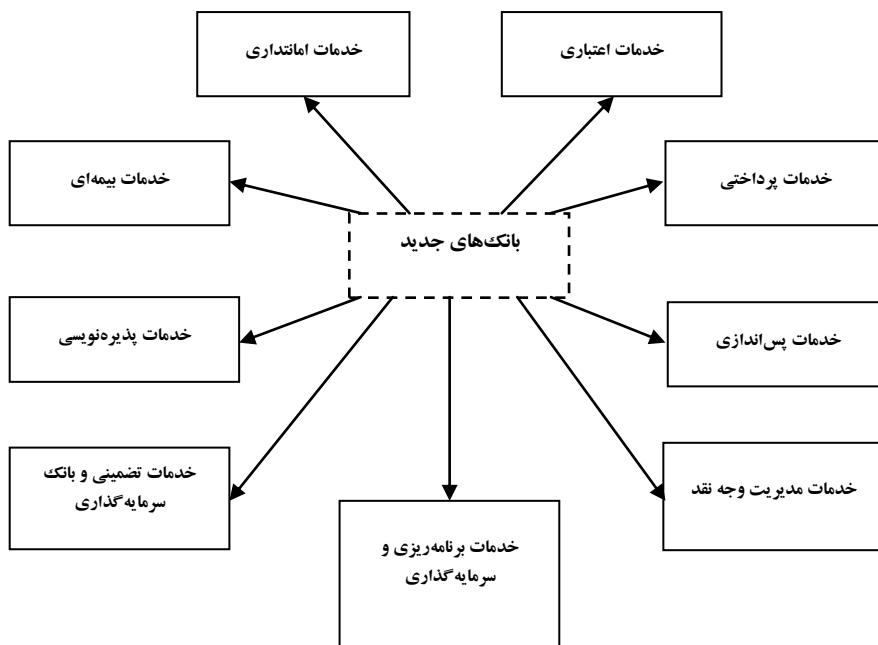 خدمات اعتباری
خدمات امانتداری
خدمات پرداختی
خدمات بیمه‌ای
بانک‌های جدید
خدمات پس‌اندازی
خدمات پذیره‌نویسی
خدمات مدیریت وجه نقد
خدمات تضمینی و بانک
سرمایه‌گذاری
خدمات برنامه‌ریزی و
سرمایه‌گذاری